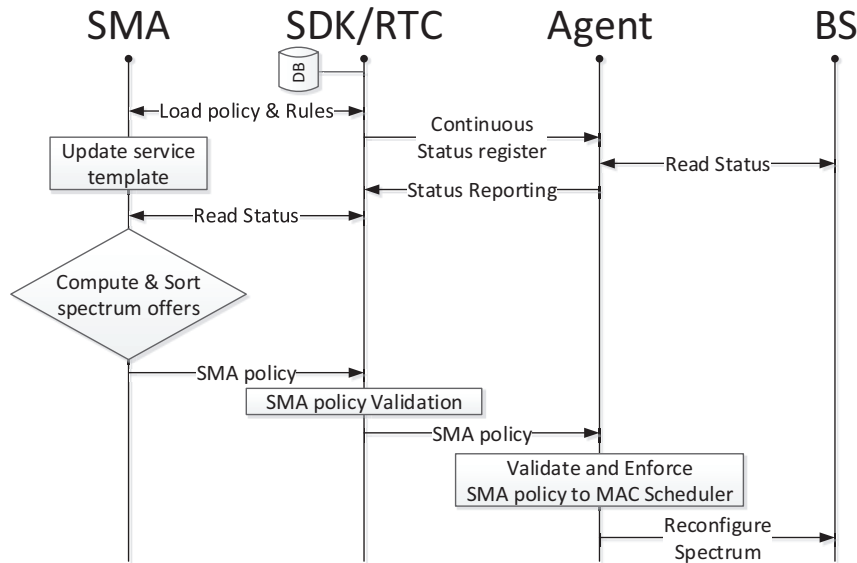 SMA SDK/RTC Agent BS
DB
Load policy & Rules
Continuous
Status register
Update service
template
Read Status
Status Reporting
Read Status
Compute & Sort
spectrum offers
SMA policy
SMA policy Validation
SMA policy
Validate and Enforce
SMA policy to MAC Scheduler
Reconfigure
Spectrum